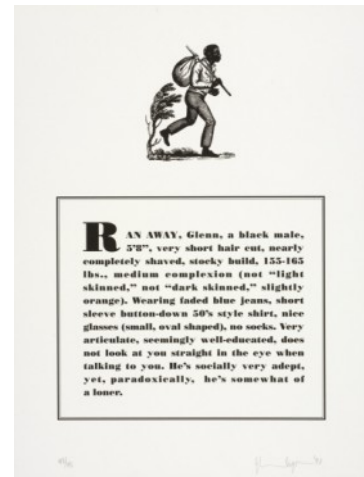 RAN AWAY, Glenn, a black male,
5'8", very short hair cut, nearly
completely shaved, stocky build, 155-165
lbs., medium complexion (not "light
skinned," not "dark skinned," slightly
orange). Wearing faded blue jeans, short
sleeve button-down 50's style shirt, nice
glasses (small, oval shaped), no socks. Very
articulate, seemingly well-educated, does
not look at you straight in the eye when
talking to you. He's socially very adept,
yet, paradoxically, he's somewhat of
a loner.